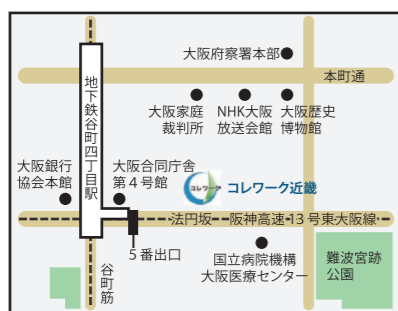 大阪府察署本部
本町通
地下鉄谷町四丁目駅
大阪家庭
裁判所
NHK大阪
放送会館
大阪歴史
博物館
大阪銀行
協会本館
大阪合同庁舎
第4号館
コレワーク
コレワーク近畿
法円坂
阪神高速13号東大阪線
5番出口
谷町筋
国立病院機構
大阪医療センター
難波宮跡
公園